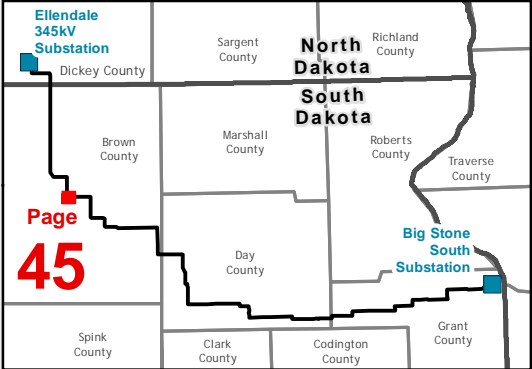 Ellendale
345kV
Substation
Dickey County
Sargent
County
North
Dakota
Richland
County
South
Dakota
Brown
County
Marshall
County
Roberts
County
Traverse
County
Page
45
Big Stone
South
Substation
Day
County
Spink
County
Clark
County
Codington
County
Grant
County